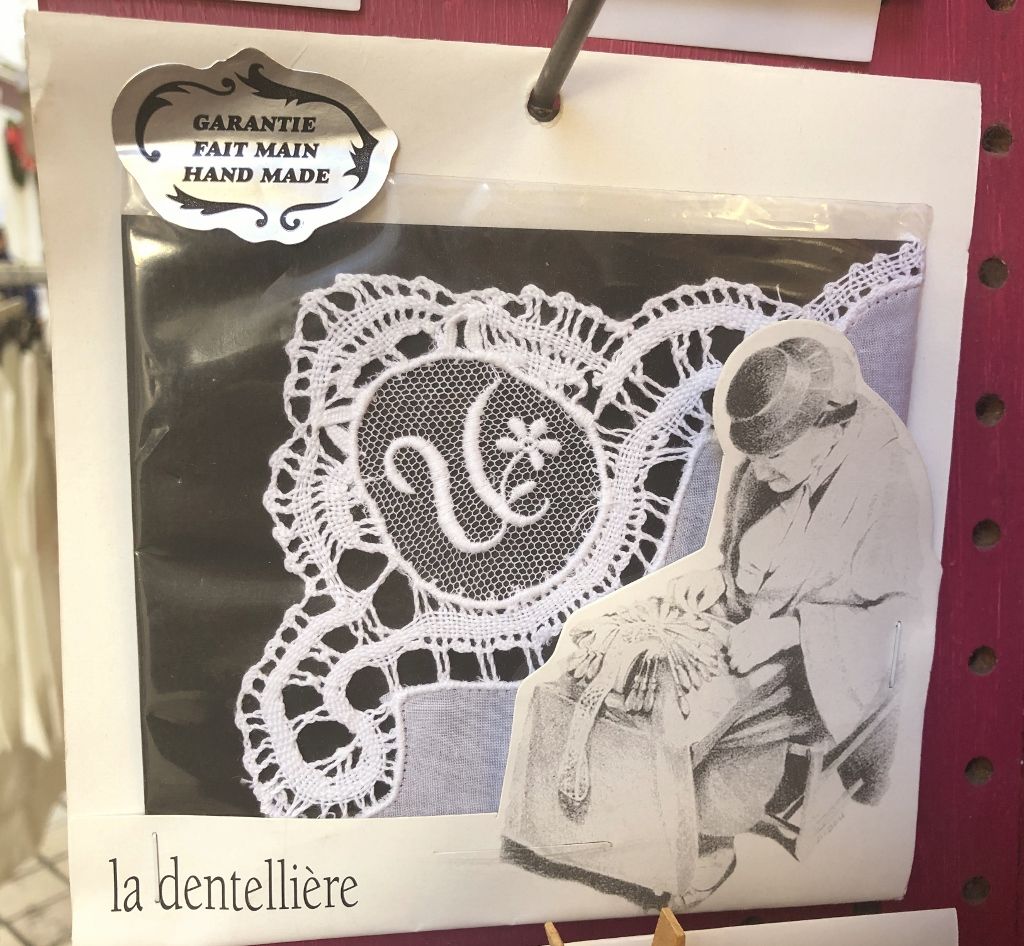 GARANTIE
FAIT MAIN
HAND MADE
la dentellière